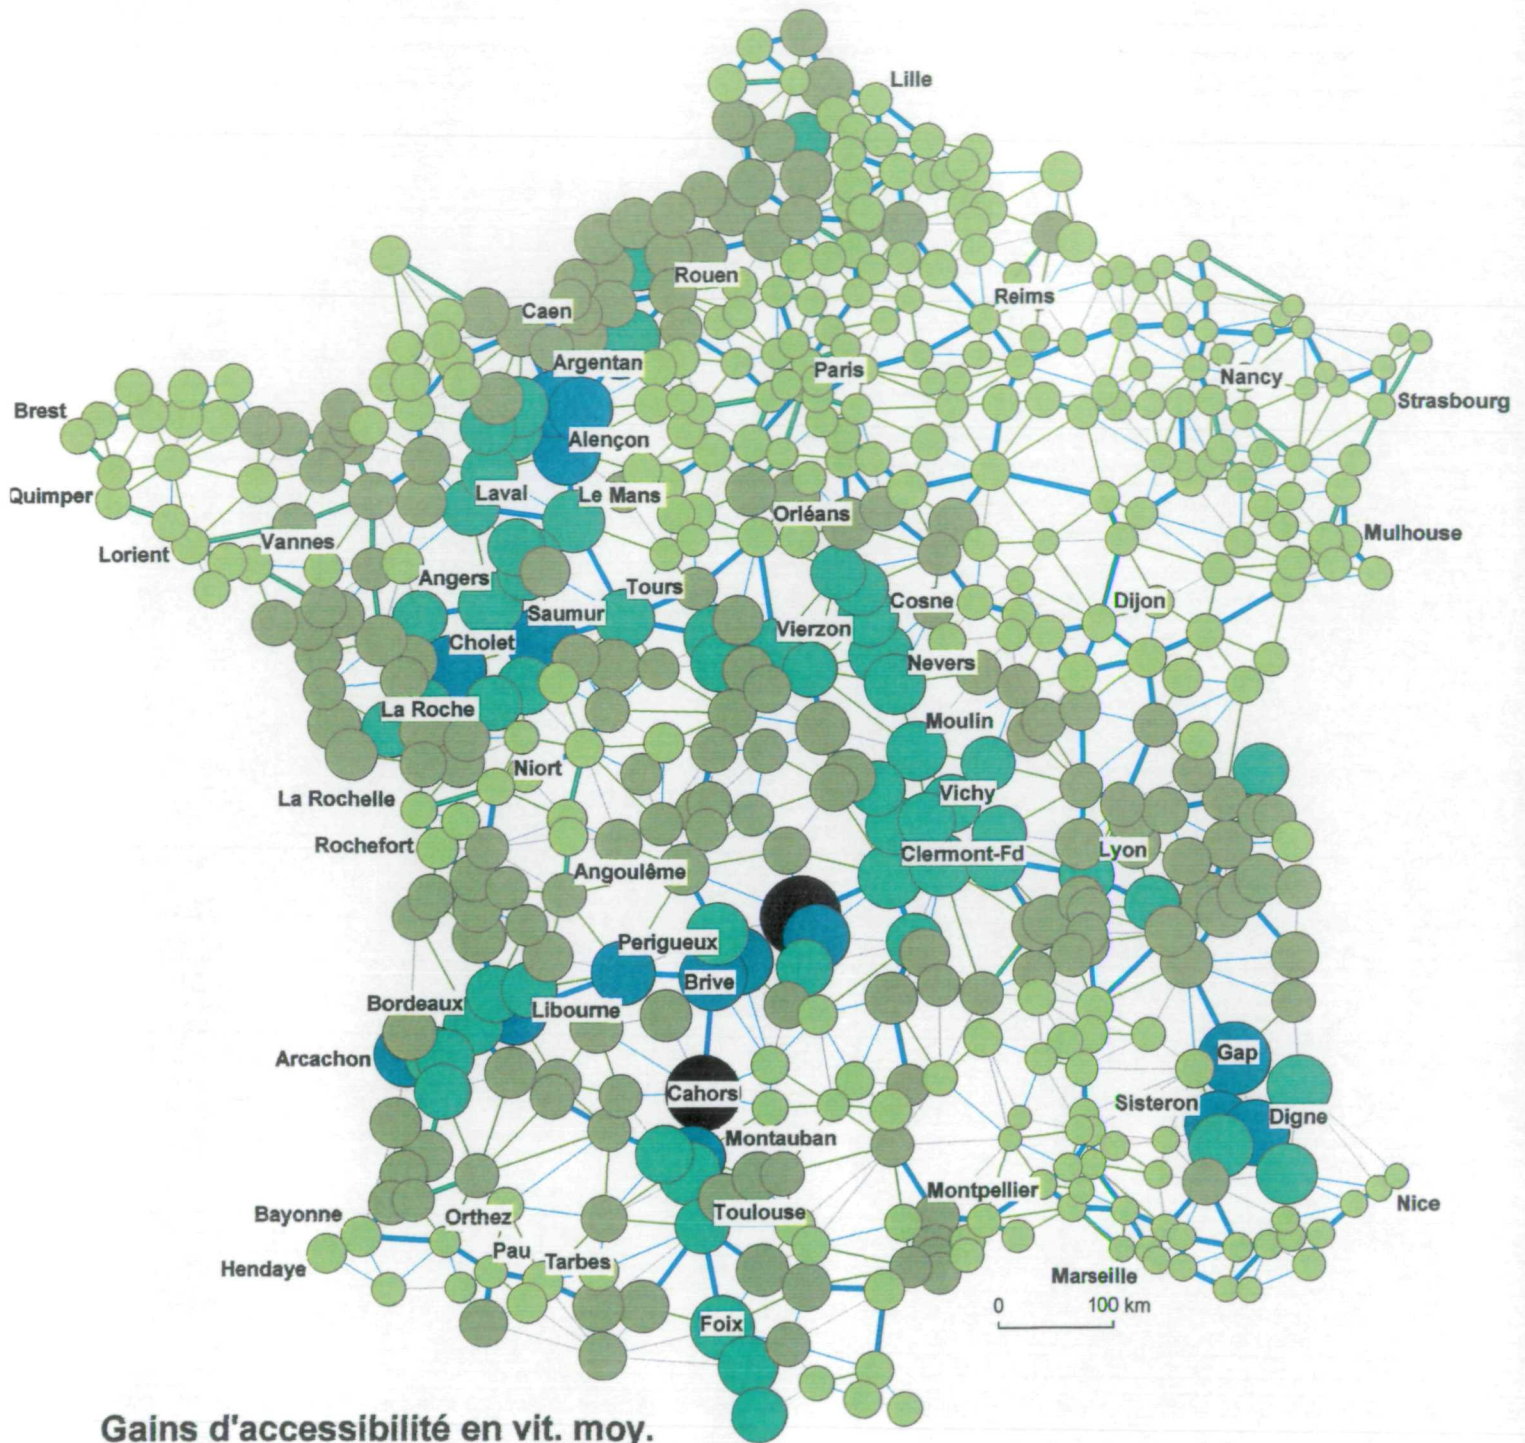 Lille
Rouen
Reims
Caen
Argentan
Paris
Nancy
Brest
Strasbourg
Alençon
Quimper
Laval
Le Mans
Orléans
Mulhouse
Vannes
Lorient
Angers
Tours
Cosne
Dijon
Saumur
Vierzon
Cholet
Nevers
La Roche
Moulin
Niort
La Rochelle
Vichy
Rochefort
Clermont-Fd
Lyon
Angoulême
Perigueux
Brive
Bordeaux
Libourne
Arcachon
Gap
Cahors
Sisteron
Digne
Montauban
Montpellier
Nice
Bayonne
Orthez
Toulouse
Pau
Tarbes
Hendaye
Marseille
0 100 km
Foix
Gains d'accessibilité en vit. moy.